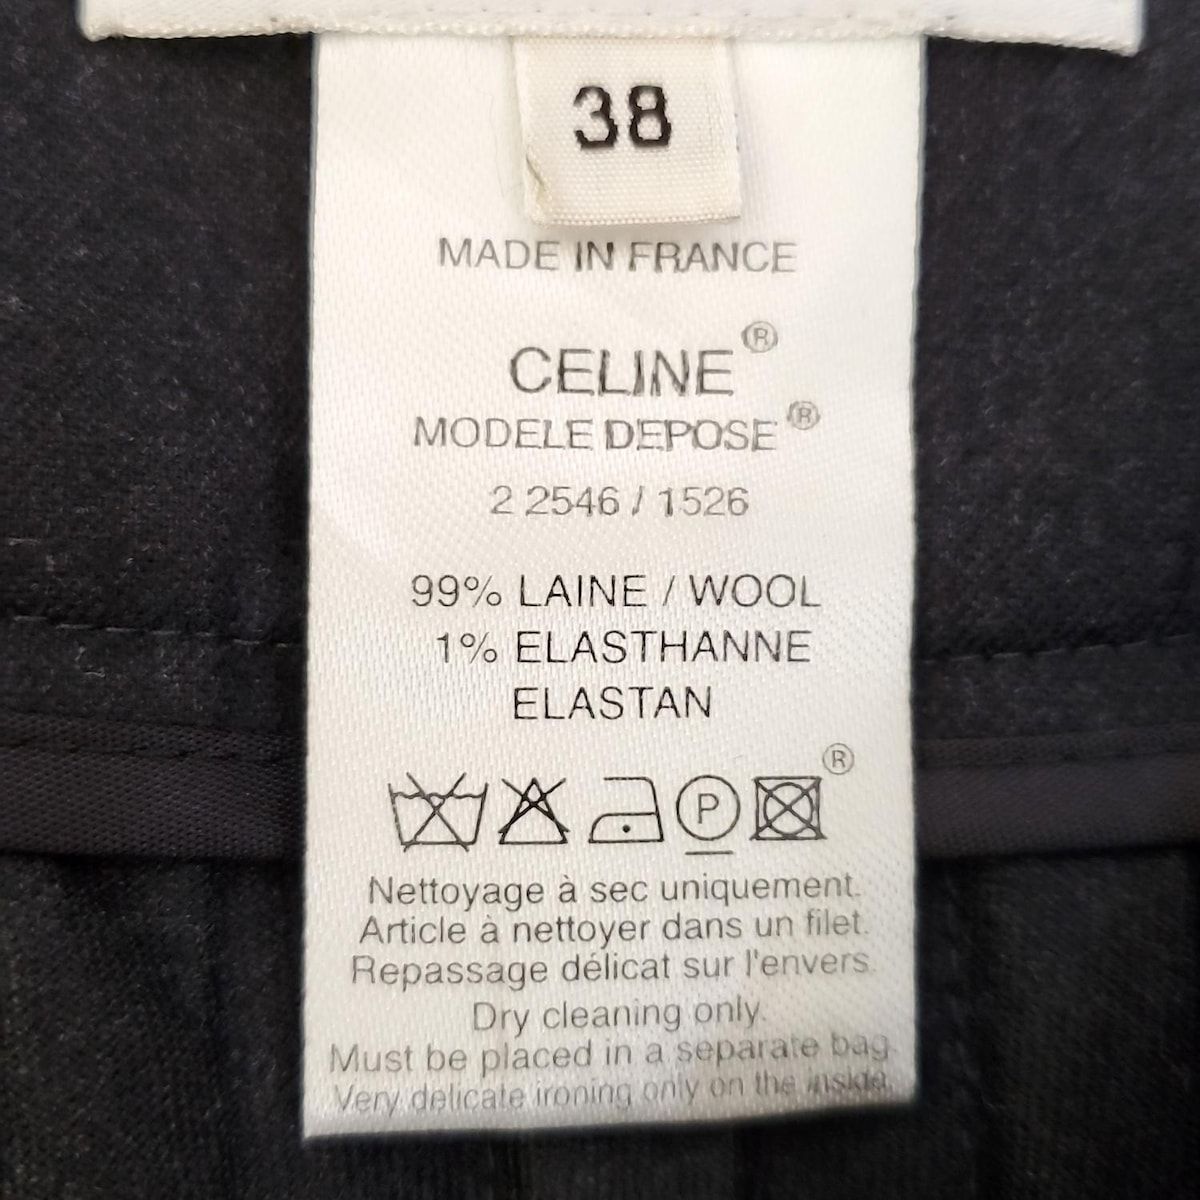 38
MADE IN FRANCE
CELINE®
MODELE DEPOSE®
2 2546 / 1526
99% LAINE / WOOL
1% ELASTHANNE
ELASTAN
P ®
Nettoyage à sec uniquement.
Article à nettoyer dans un filet.
Repassage délicat sur l'envers.
Dry cleaning only.
Must be placed in a separate bag.
Very delicate ironing only on the inside.